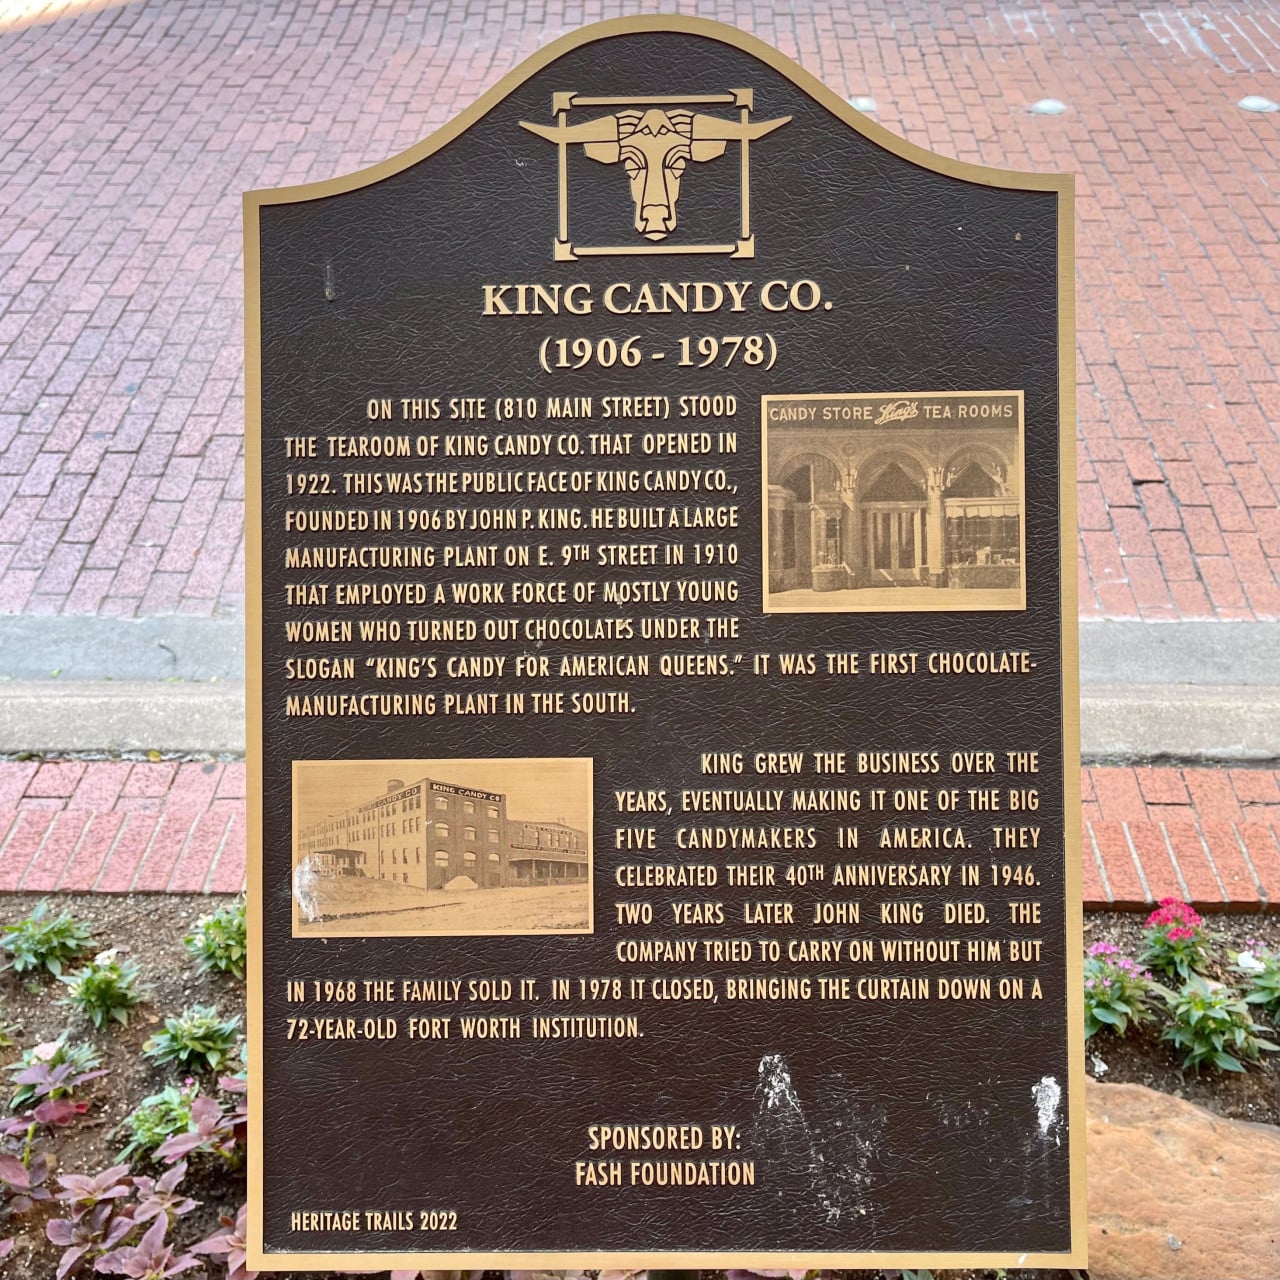 KING CANDY CO.
(1906 - 1978)
ON THIS SITE (810 MAIN STREET) STOOD
THE TEAROOM OF KING CANDY CO. THAT OPENED IN
1922. THIS WAS THE PUBLIC FACE OF KING CANDY CO.,
FOUNDED IN 1906 BY JOHN P. KING. HE BUILT A LARGE
MANUFACTURING PLANT ON E. 9TH STREET IN 1910
THAT EMPLOYED A WORK FORCE OF MOSTLY YOUNG
WOMEN WHO TURNED OUT CHOCOLATES UNDER THE
SLOGAN “KING’S CANDY FOR AMERICAN QUEENS.” IT WAS THE FIRST CHOCOLATE-
MANUFACTURING PLANT IN THE SOUTH.
CANDY STORE King's TEA ROOMS
KING CANDY CO
KING CANDY CO
KING GREW THE BUSINESS OVER THE
YEARS, EVENTUALLY MAKING IT ONE OF THE BIG
FIVE CANDYMAKERS IN AMERICA. THEY
CELEBRATED THEIR 40TH ANNIVERSARY IN 1946.
TWO YEARS LATER JOHN KING DIED. THE
COMPANY TRIED TO CARRY ON WITHOUT HIM BUT
IN 1968 THE FAMILY SOLD IT. IN 1978 IT CLOSED, BRINGING THE CURTAIN DOWN ON A
72-YEAR-OLD FORT WORTH INSTITUTION.
SPONSORED BY:
FASH FOUNDATION
HERITAGE TRAILS 2022